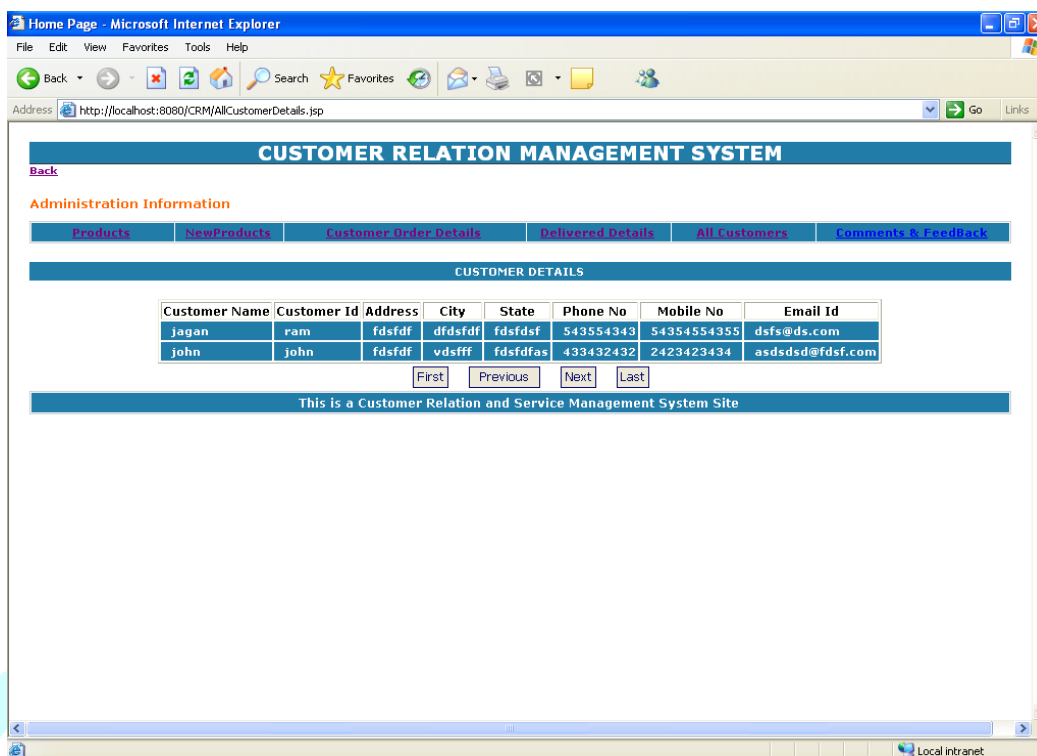 Home Page - Microsoft Internet Explorer
File Edit View Favorites Tools Help
Back Search Favorites
Address http://localhost:8080/CRM/AllCustomerDetails.jsp Go Links
CUSTOMER RELATION MANAGEMENT SYSTEM
Back
Administration Information
Products NewProducts Customer Order Details Delivered Details All Customers Comments & FeedBack
CUSTOMER DETAILS
Customer Name Customer Id Address City State Phone No Mobile No Email Id
jagan ram fdsfdf dfdsfdf fdsfdsf 543554343 54354554355 dsfs@ds.com
john john fdsfdf vdsfff fdsfdfas 433432432 2423423434 asdsdsd@fdsf.com
First Previous Next Last
This is a Customer Relation and Service Management System Site
Local intranet